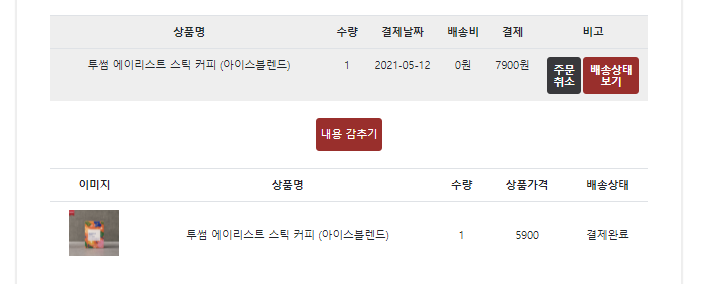 상품명 수량 결제날짜 배송비 결제 비고
투썸 에이리스트 스틱 커피 (아이스블렌드) 1 2021-05-12 0원 7900원 주문 취소 배송상태 보기
내용 감추기
이미지 상품명 수량 상품가격 배송상태
투썸 에이리스트 스틱 커피 (아이스블렌드) 1 5900 결제완료